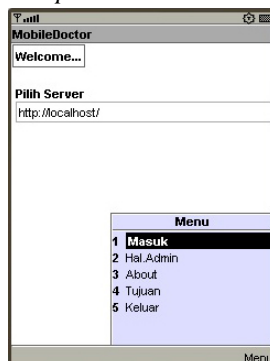 MobileDoctor
Welcome...
Pilih Server
http://localhost/
Menu
1 Masuk
2 Hal.Admin
3 About
4 Tujuan
5 Keluar
Menu